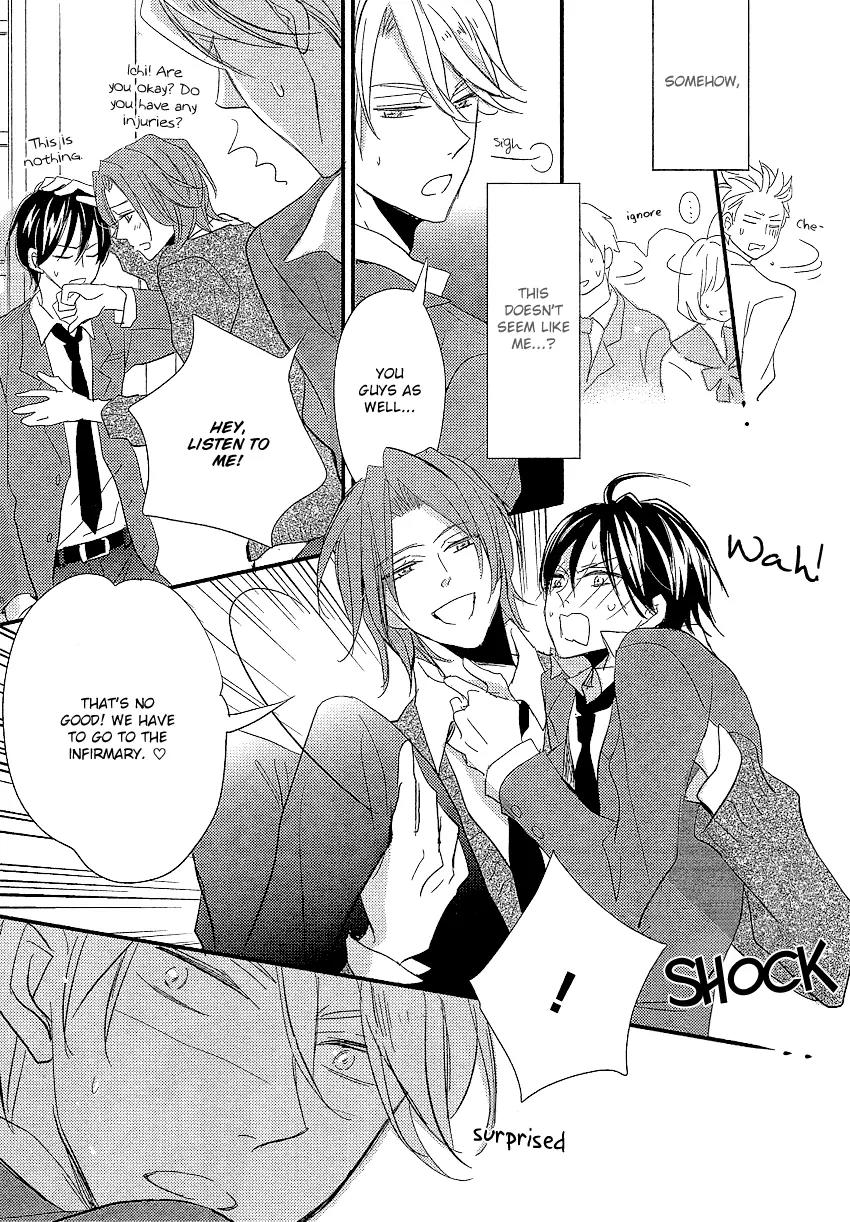 SOMEHOW,
Che-
...
ignore
THIS
DOESN'T
SEEM LIKE
ME...?
sigh
YOU
GUYS AS
WELL...
Ichi! Are
you okay? Do
you have any
injuries?
This is
nothing.
HEY,
LISTEN TO
ME!
Wah!
THAT'S NO
GOOD! WE HAVE
TO GO TO THE
INFIRMARY. ♡
!
SHOCK
surprised